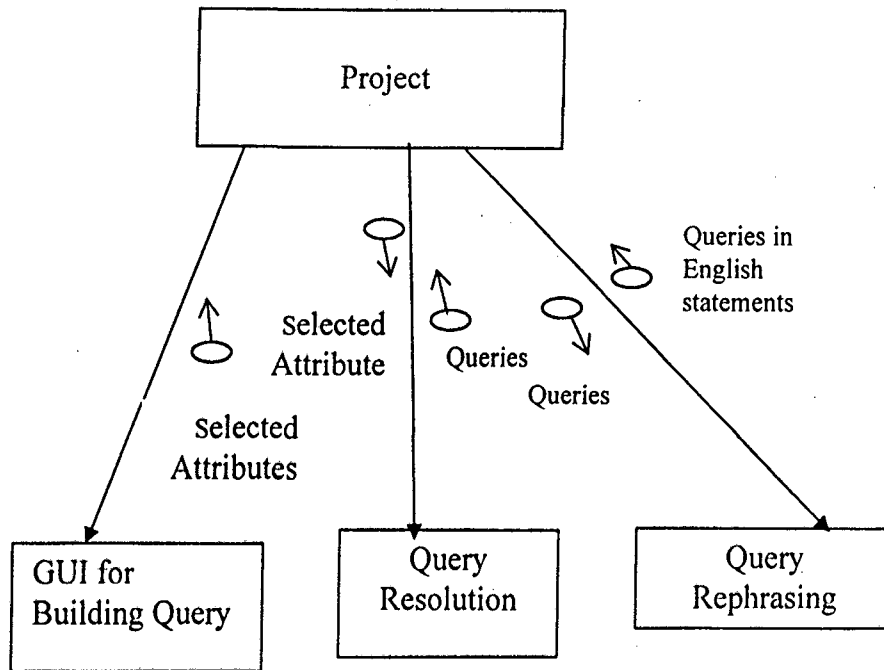 Project
Queries in
English
statements
Selected
Attribute
Queries
Queries
Selected
Attributes
GUI for
Building Query
Query
Resolution
Query
Rephrasing